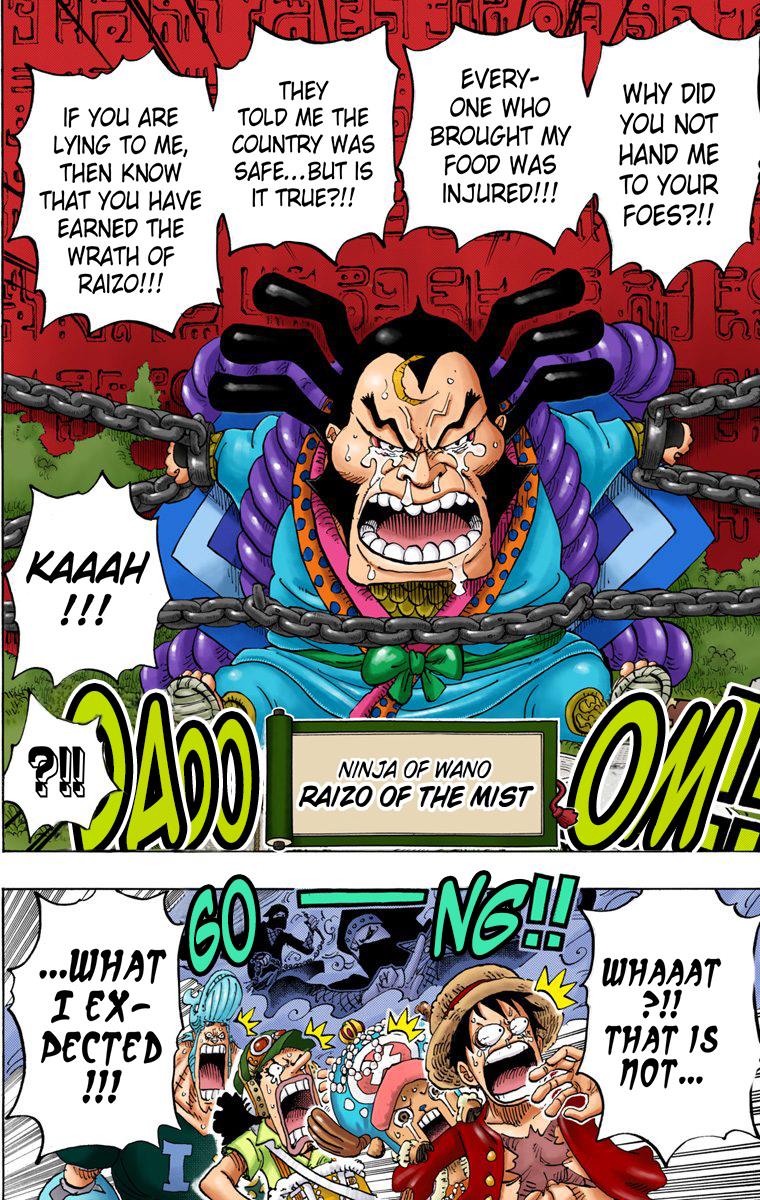 WHY DID
YOU NOT
HAND ME
TO YOUR
FOES?!!
EVERY-
ONE WHO
BROUGHT MY
FOOD WAS
INJURED!!!
THEY
TOLD ME THE
COUNTRY WAS
SAFE...BUT IS
IT TRUE?!!
IF YOU ARE
LYING TO ME,
THEN KNOW
THAT YOU HAVE
EARNED THE
WRATH OF
RAIZO!!!
KAAAH
!!!
?!!
DADOOM!!
NINJA OF WANO
RAIZO OF THE MIST
GO—NG!!
WHAAAT
?!!
THAT IS
NOT...
...WHAT
I EX-
PECTED
!!!
I